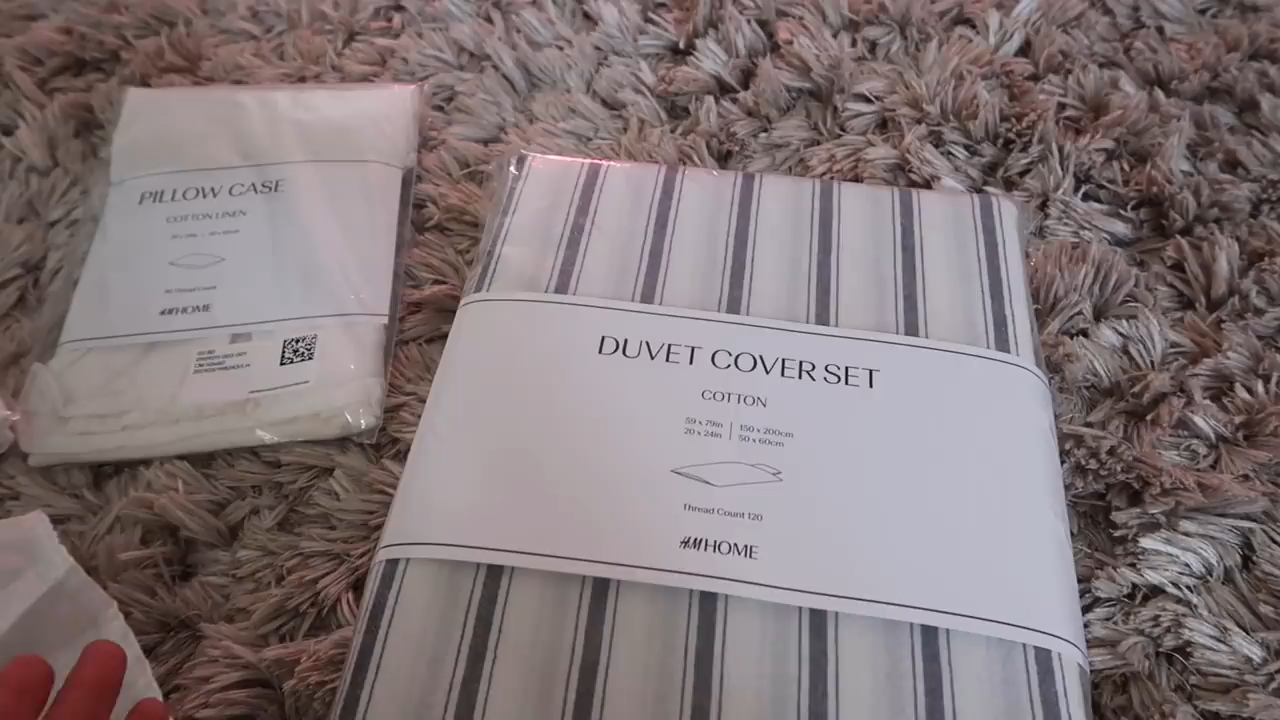 PILLOW CASE
COTTON LINEN
H&M HOME
DUVET COVER SET
COTTON
59 x 79in | 150 x 200cm
20 x 24in | 50 x 60cm
Thread Count 120
H&M HOME